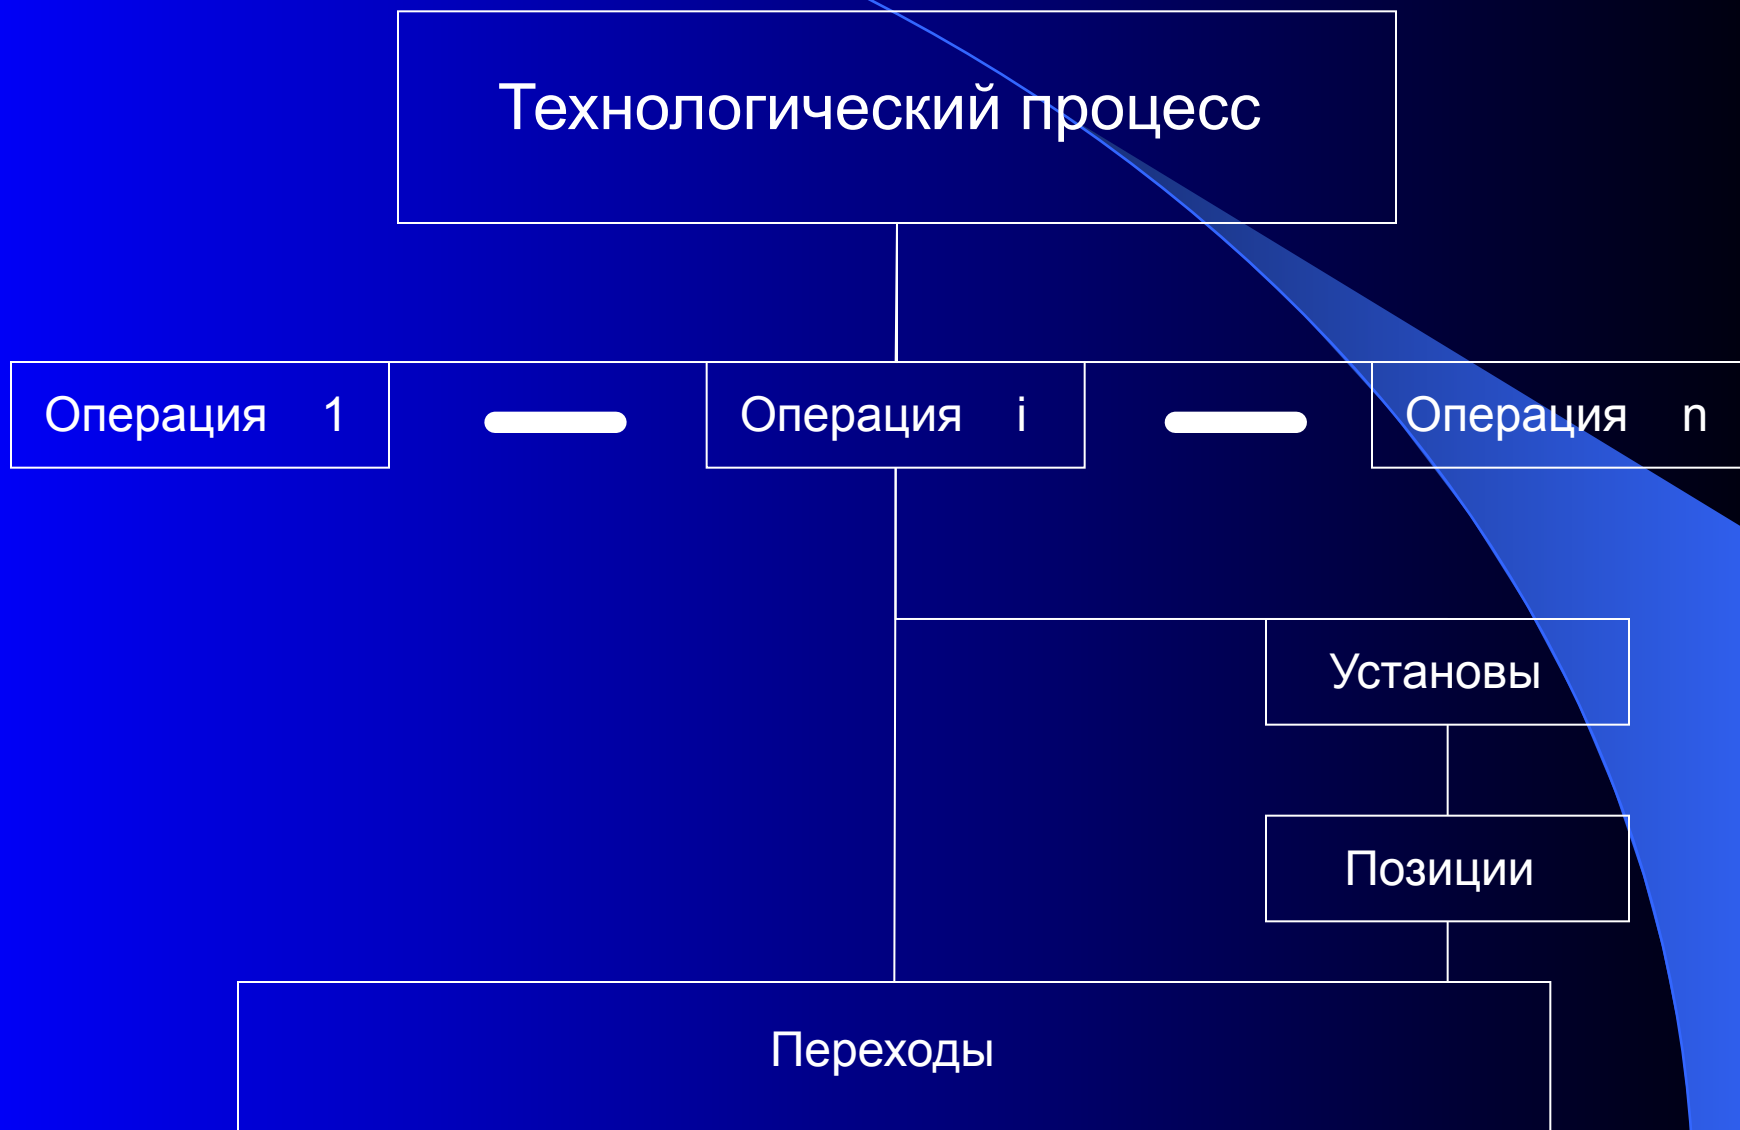 Технологический процесс
Операция 1
Операция i
Операция n
Установы
Позиции
Переходы